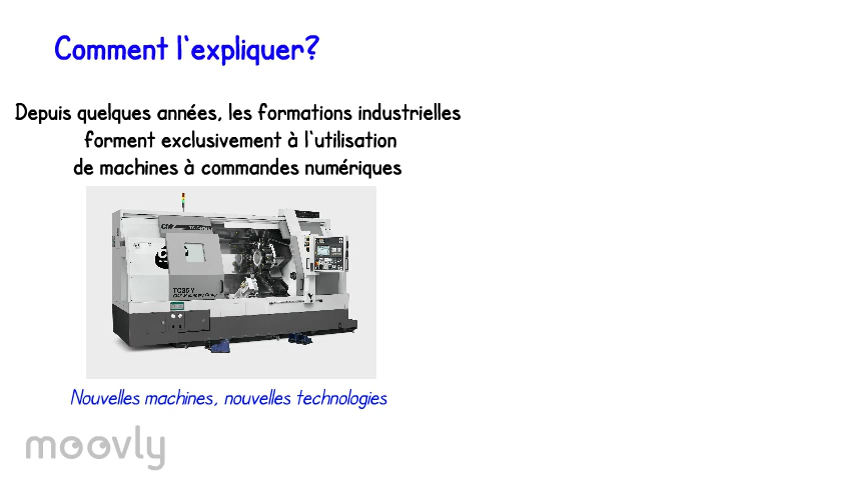 Comment l'expliquer?
Depuis quelques années, les formations industrielles
forment exclusivement à l'utilisation
de machines à commandes numériques
TC35 Y
Nouvelles machines, nouvelles technologies
moovly